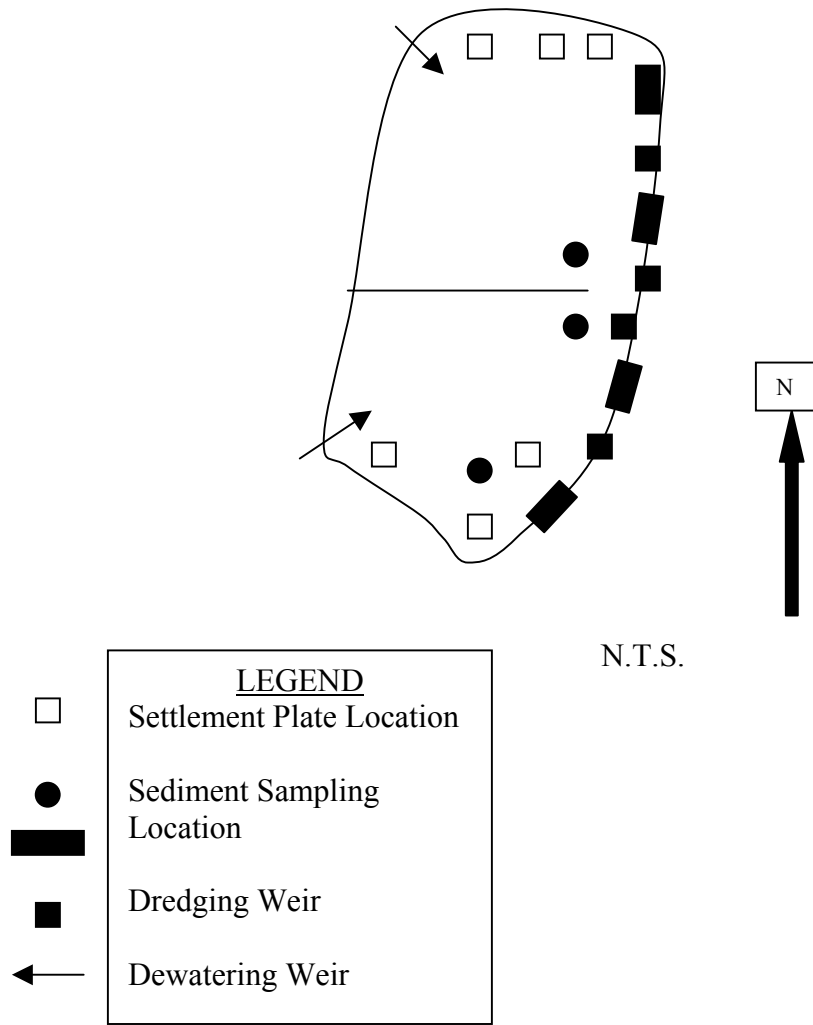 N
N.T.S.
LEGEND
Settlement Plate Location
Sediment Sampling
Location
Dredging Weir
Dewatering Weir